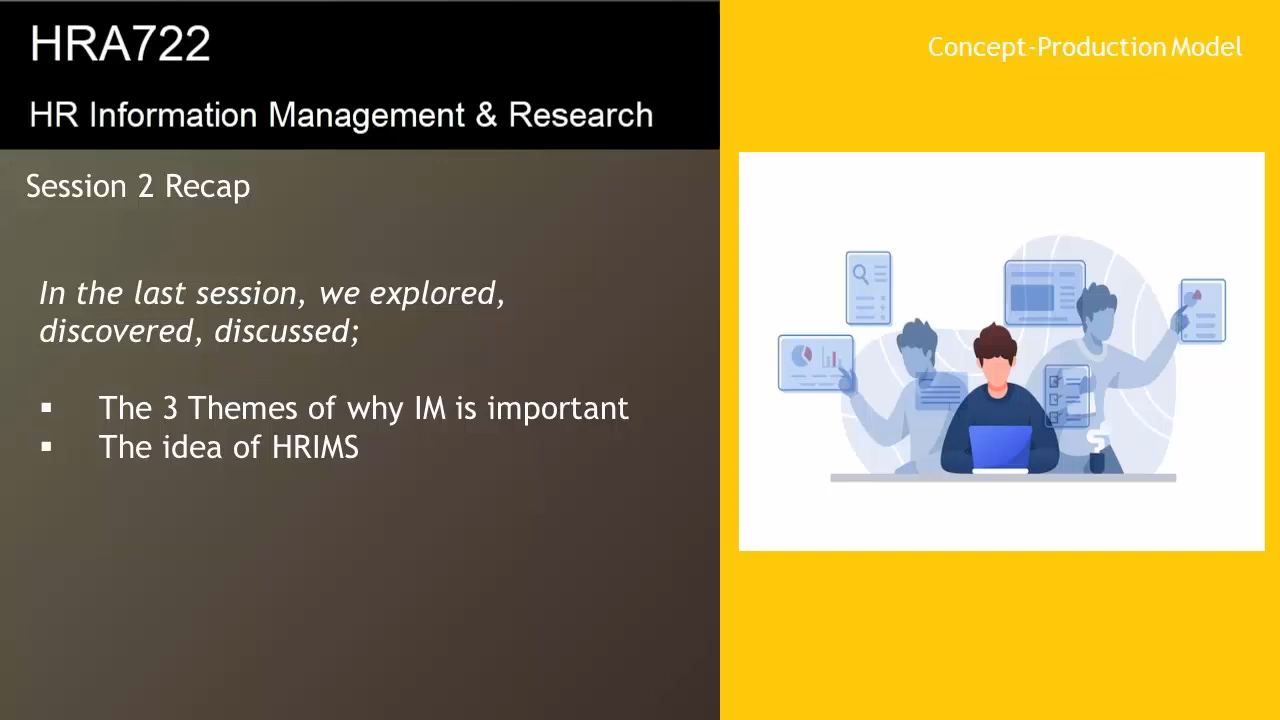 HRA722
HR Information Management & Research
Concept-Production Model
Session 2 Recap
In the last session, we explored,
discovered, discussed;
▪ The 3 Themes of why IM is important
▪ The idea of HRIMS